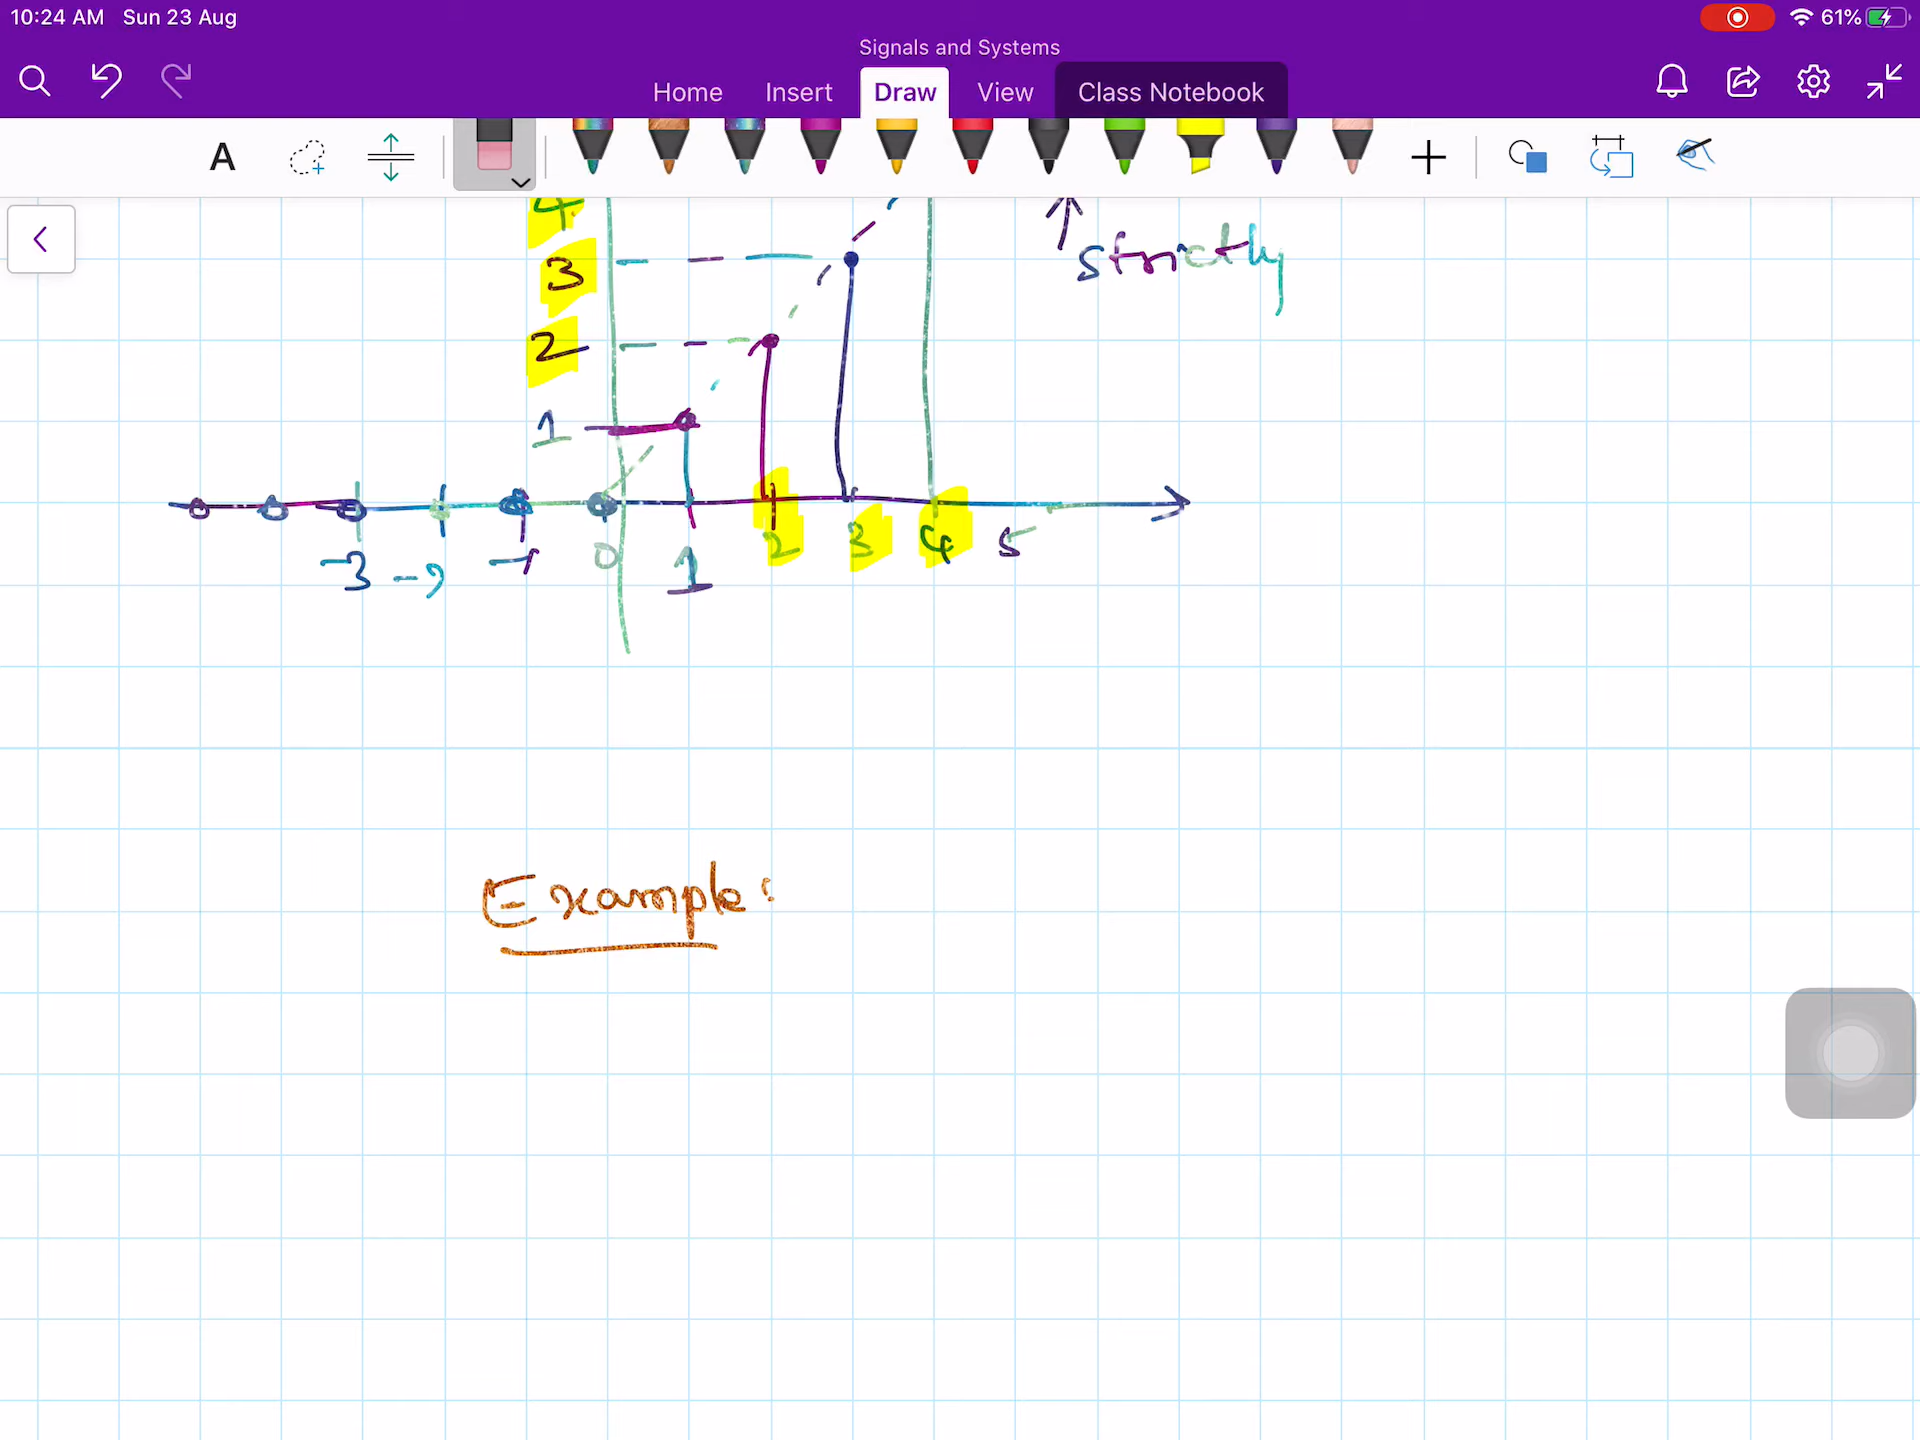 10:24 AM Sun 23 Aug
61%
Signals and Systems
Home Insert Draw View Class Notebook
A
4
3
strictly
2
1
-3 -2 -1 0 1 2 3 4 5
Example: